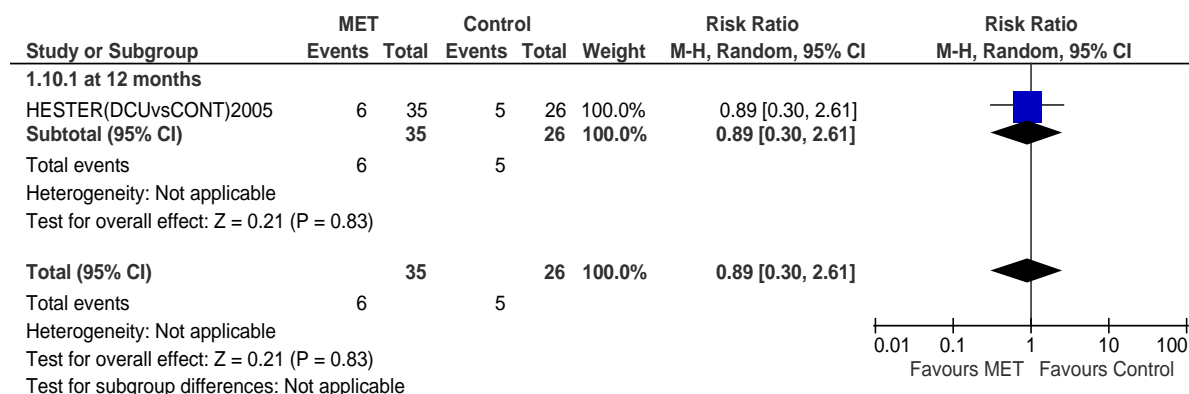 MET Control Risk Ratio Risk Ratio
Study or Subgroup Events Total Events Total Weight M-H, Random, 95% CI M-H, Random, 95% CI
1.10.1 at 12 months
HESTER(DCUvsCONT)2005 6 35 5 26 100.0% 0.89 [0.30, 2.61]
Subtotal (95% CI) 35 26 100.0% 0.89 [0.30, 2.61]
Total events 6 5
Heterogeneity: Not applicable
Test for overall effect: Z = 0.21 (P = 0.83)
Total (95% CI) 35 26 100.0% 0.89 [0.30, 2.61]
Total events 6 5
Heterogeneity: Not applicable
Test for overall effect: Z = 0.21 (P = 0.83)
Test for subgroup differences: Not applicable
0.01 0.1 1 10 100
Favours MET Favours Control